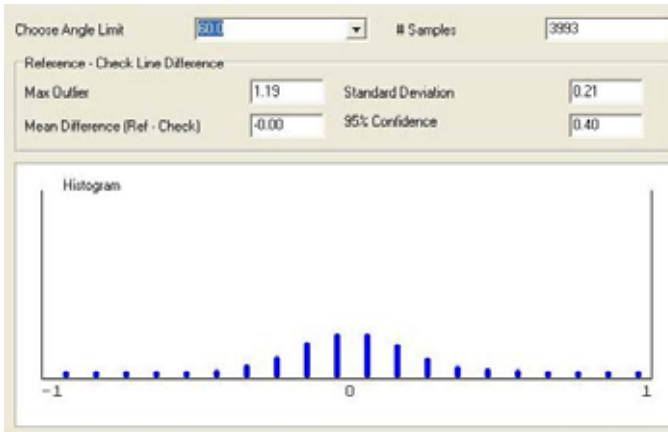 Choose Angle Limit 60.0 # Samples 3993
Reference - Check Line Difference
Max Outlier 1.19 Standard Deviation 0.21
Mean Difference (Ref - Check) -0.00 95% Confidence 0.40
Histogram
-1 0 1